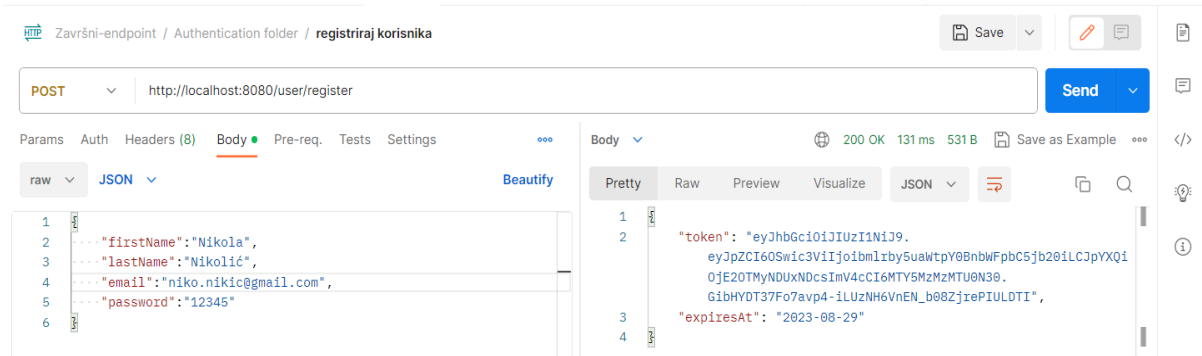 HTTP Završni-endpoint / Authentication folder / registriraj korisnika
Save
POST http://localhost:8080/user/register
Send
Params Auth Headers (8) Body Pre-req. Tests Settings
raw JSON Beautify
1 {
2 "firstName":"Nikola",
3 "lastName":"Nikolić",
4 "email":"niko.nikic@gmail.com",
5 "password":"12345"
6 }
Body 200 OK 131 ms 531 B Save as Example
Pretty Raw Preview Visualize JSON
1 {
2 "token": "eyJhbGciOiJIUzI1NiJ9.
eyJpZCI6OSwic3ViIjoibmlrby5uaWtpY0BnbWFpbC5jb20iLCJpYXQi
OjE2OTMyNDUxNDcsImV4cCI6MTY5MzMzMTU0N30.
GibHYDT37Fo7avp4-iLUzNH6VnEN_b08ZjrePIULDTI",
3 "expiresAt": "2023-08-29"
4 }